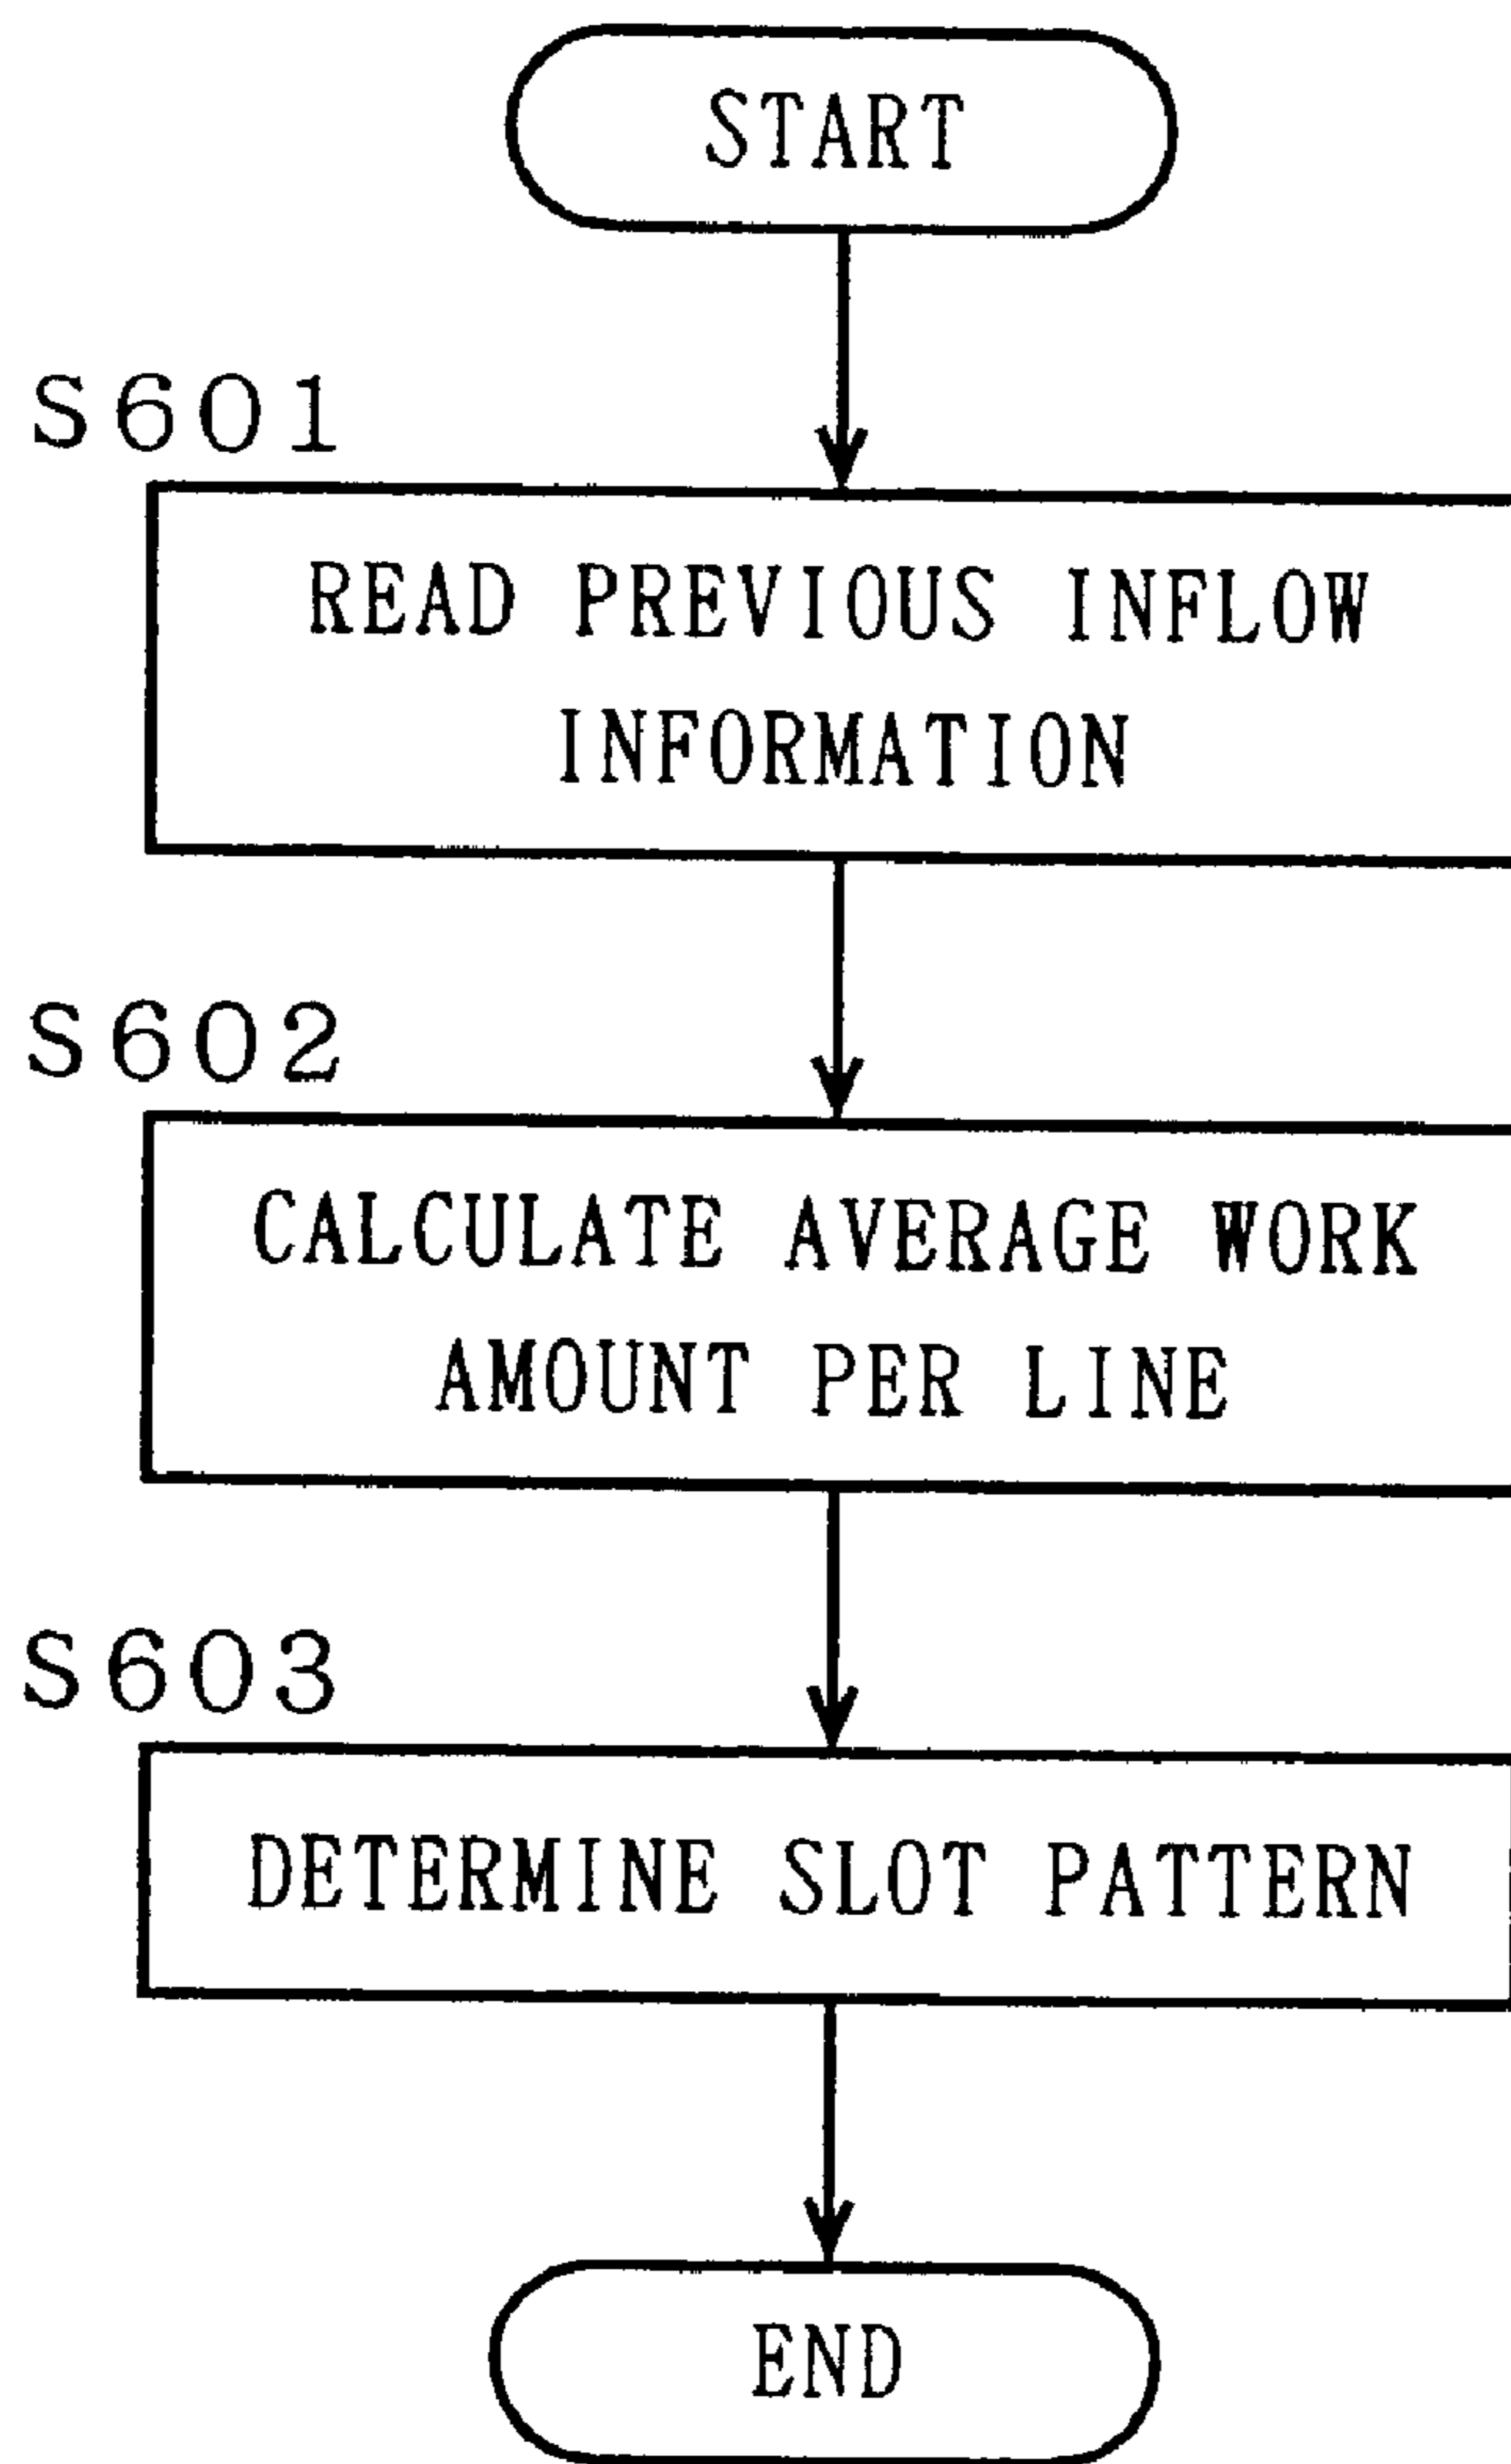 START
S601
READ PREVIOUS INFLOW
INFORMATION
S602
CALCULATE AVERAGE WORK
AMOUNT PER LINE
S603
DETERMINE SLOT PATTERN
END